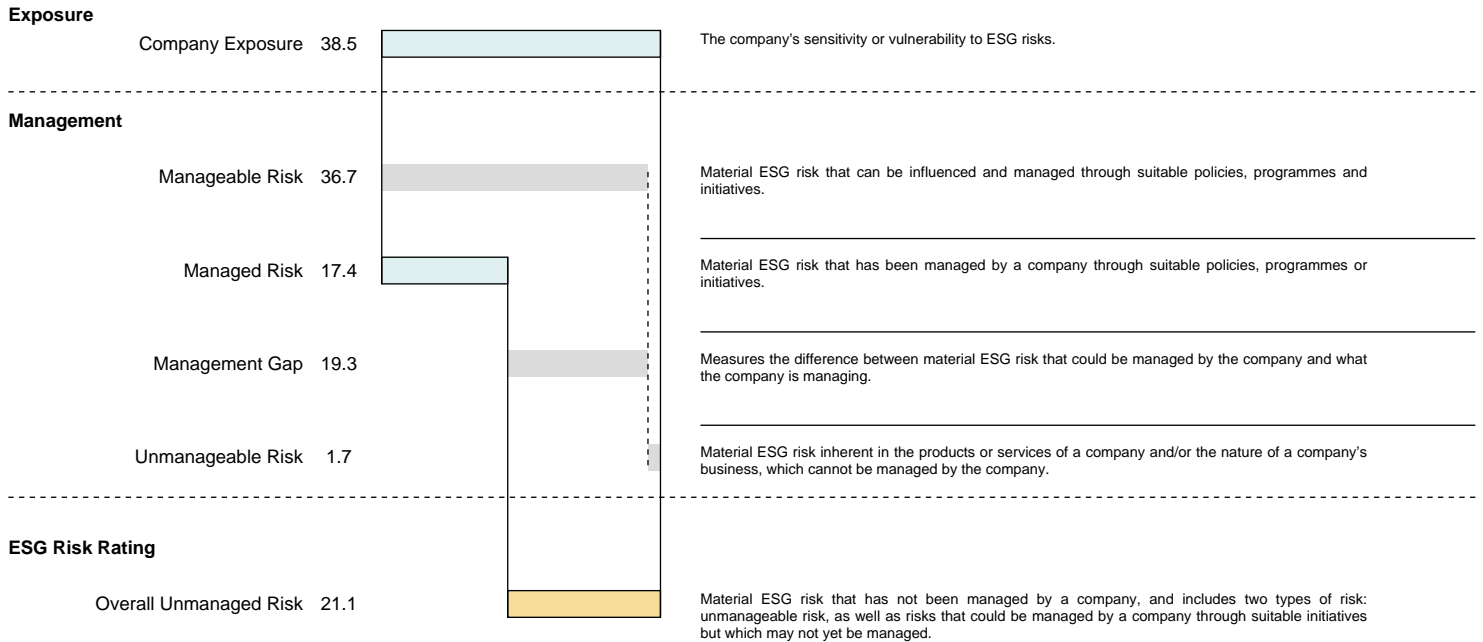 Exposure
Company Exposure 38.5
The company's sensitivity or vulnerability to ESG risks.
Management
Manageable Risk 36.7
Material ESG risk that can be influenced and managed through suitable policies, programmes and
initiatives.
Managed Risk 17.4
Material ESG risk that has been managed by a company through suitable policies, programmes or
initiatives.
Management Gap 19.3
Measures the difference between material ESG risk that could be managed by the company and what
the company is managing.
Unmanageable Risk 1.7
Material ESG risk inherent in the products or services of a company and/or the nature of a company's
business, which cannot be managed by the company.
ESG Risk Rating
Overall Unmanaged Risk 21.1
Material ESG risk that has not been managed by a company, and includes two types of risk:
unmanageable risk, as well as risks that could be managed by a company through suitable initiatives
but which may not yet be managed.